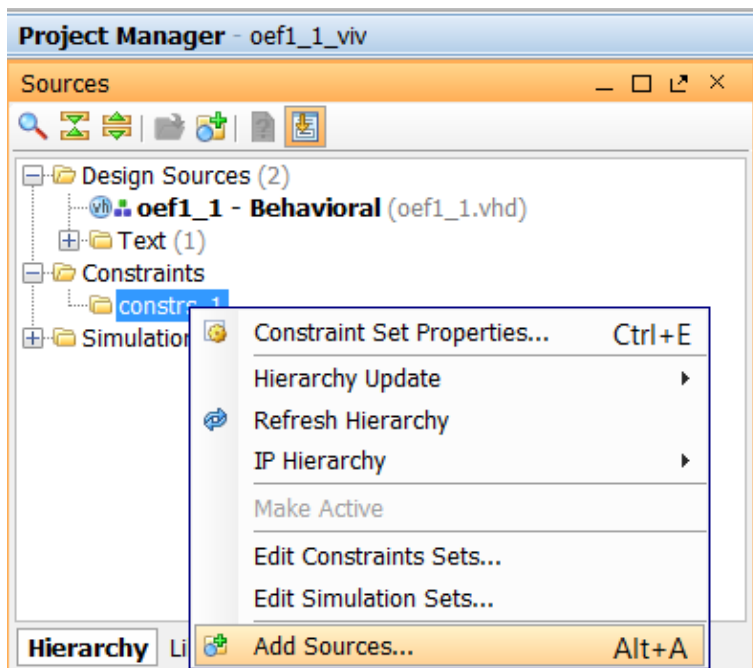 Project Manager - oef1_1_viv
Sources
Design Sources (2)
oef1_1 - Behavioral (oef1_1.vhd)
Text (1)
Constraints
constrs_1
Simulation
Constraint Set Properties... Ctrl+E
Hierarchy Update
Refresh Hierarchy
IP Hierarchy
Make Active
Edit Constraints Sets...
Edit Simulation Sets...
Add Sources... Alt+A
Hierarchy Li